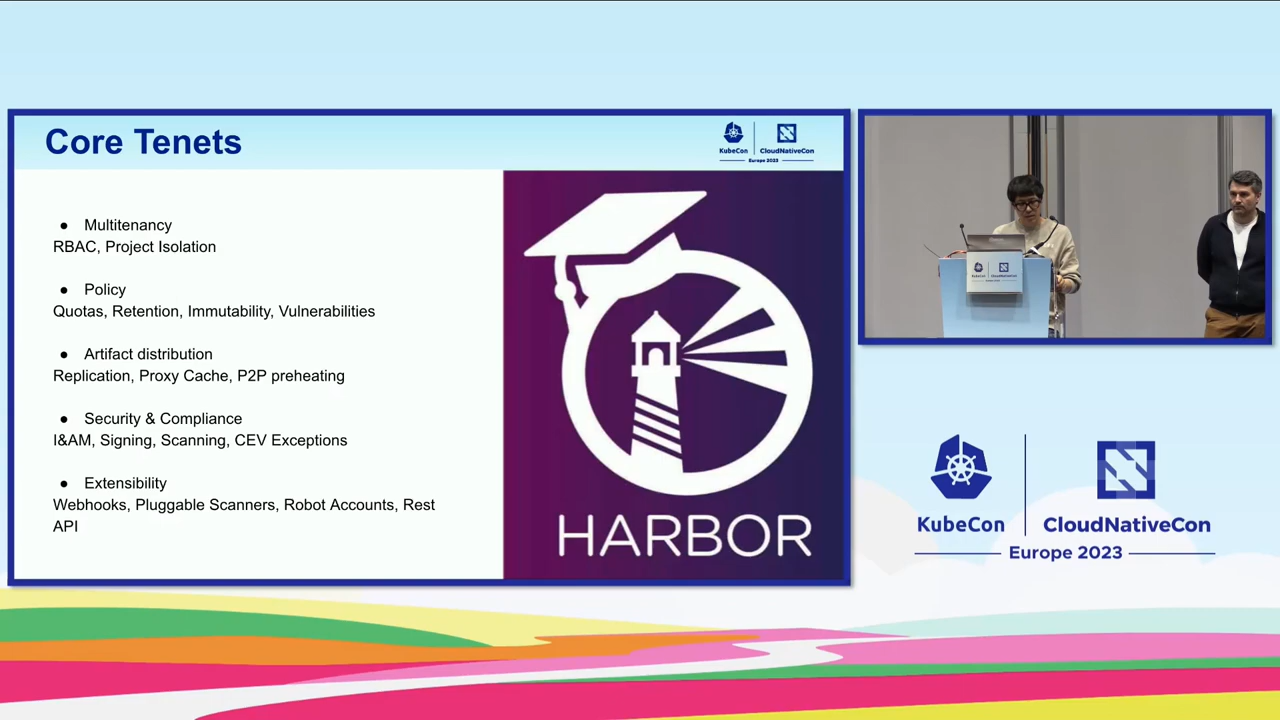 Core Tenets
KubeCon
CloudNativeCon
Europe 2023
● Multitenancy
RBAC, Project Isolation
● Policy
Quotas, Retention, Immutability, Vulnerabilities
● Artifact distribution
Replication, Proxy Cache, P2P preheating
● Security & Compliance
I&AM, Signing, Scanning, CEV Exceptions
● Extensibility
Webhooks, Pluggable Scanners, Robot Accounts, Rest
API
HARBOR
KubeCon
CloudNativeCon
Europe 2023